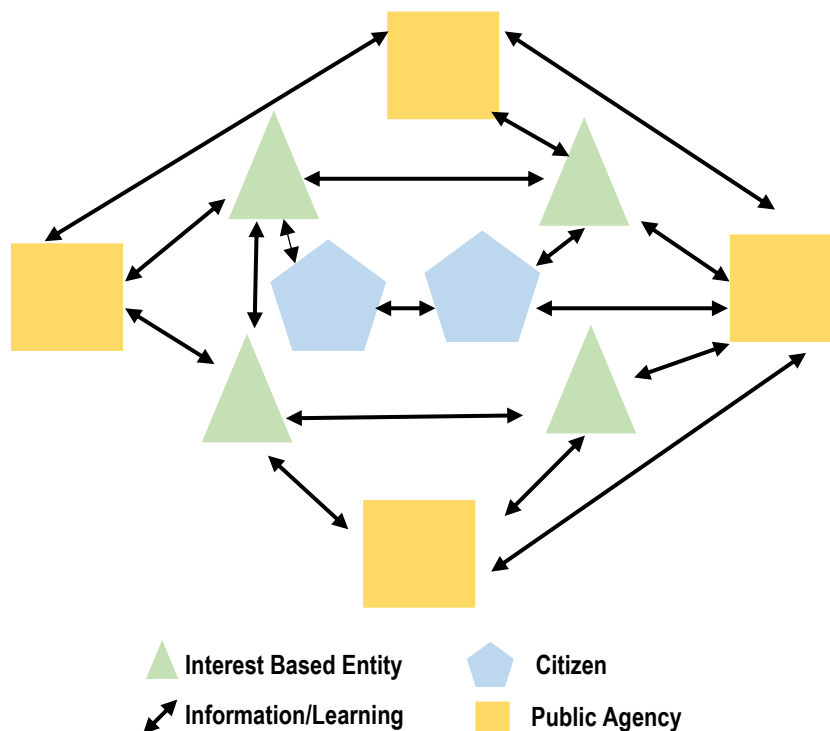 Interest Based Entity
Citizen
Information/Learning
Public Agency